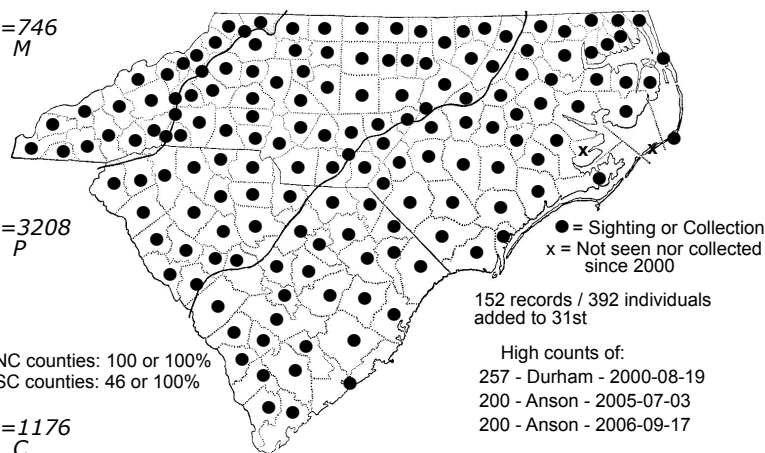 =746
M
=3208
P
● = Sighting or Collection
x = Not seen nor collected
since 2000
152 records / 392 individuals
added to 31st
NC counties: 100 or 100%
SC counties: 46 or 100%
High counts of:
257 - Durham - 2000-08-19
200 - Anson - 2005-07-03
200 - Anson - 2006-09-17
=1176
C
x
x